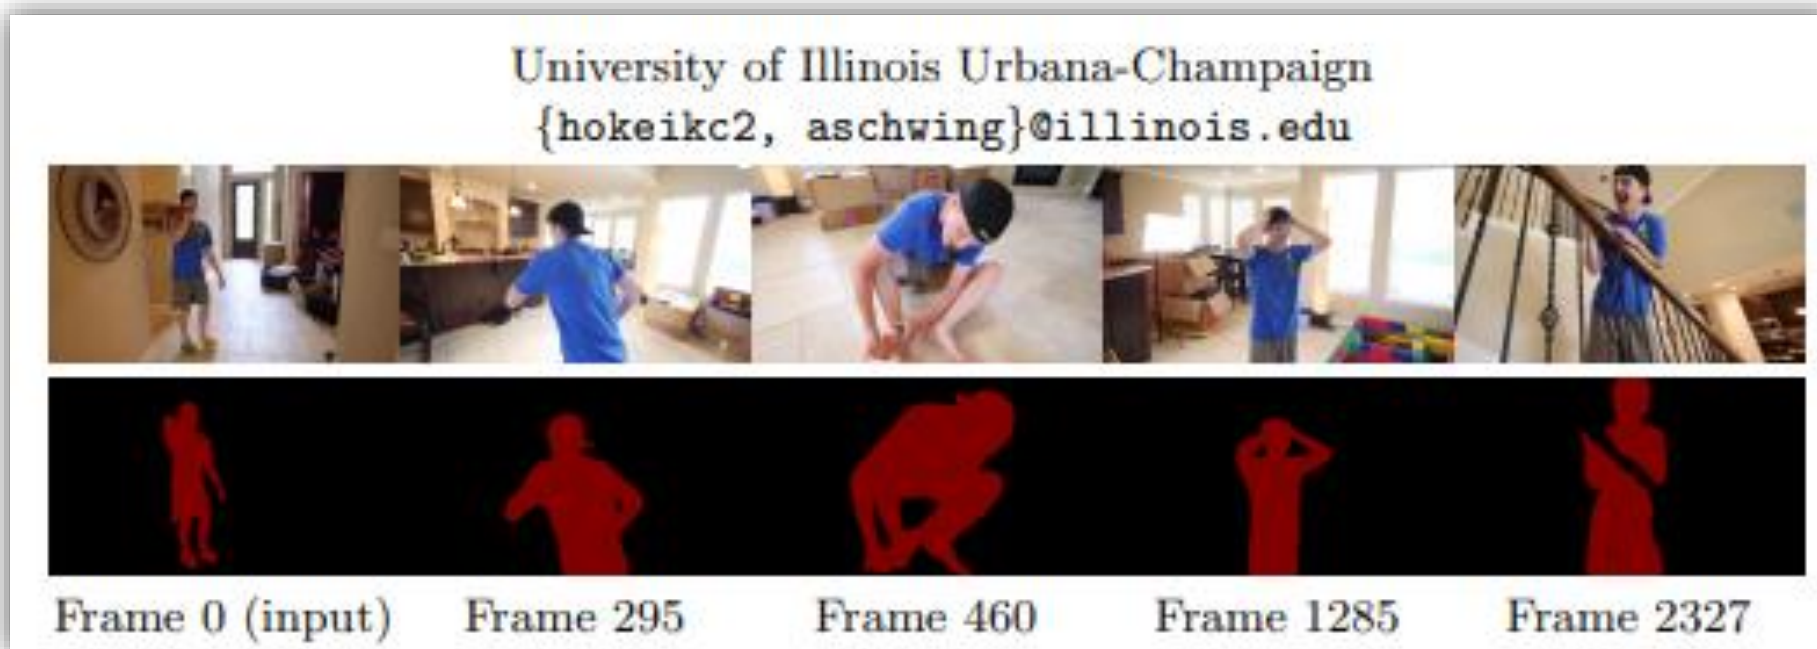 University of Illinois Urbana-Champaign
{hokeikc2, aschwing}@illinois.edu
Frame 0 (input) Frame 295 Frame 460 Frame 1285 Frame 2327